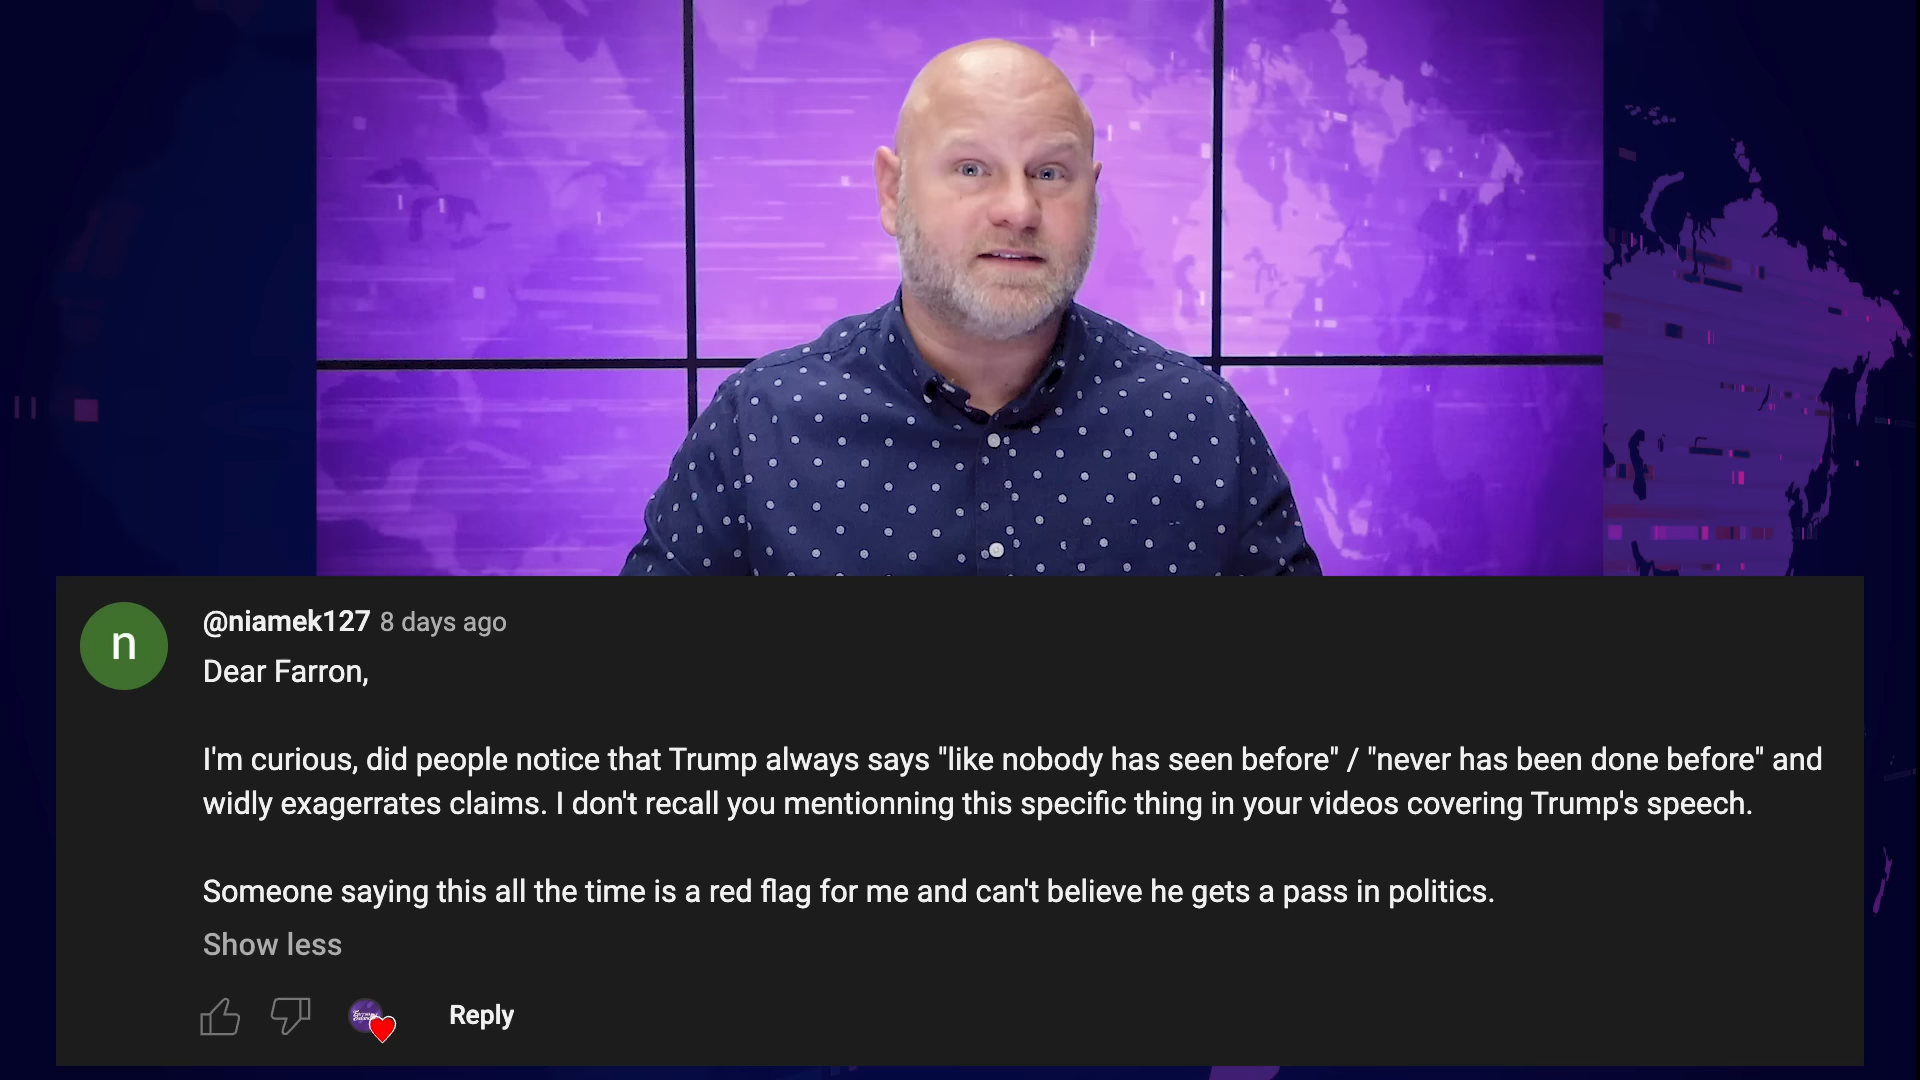 n
@niamek127 8 days ago
Dear Farron,
I'm curious, did people notice that Trump always says "like nobody has seen before" / "never has been done before" and
widly exagerrates claims. I don't recall you mentionning this specific thing in your videos covering Trump's speech.
Someone saying this all the time is a red flag for me and can't believe he gets a pass in politics.
Show less
Reply